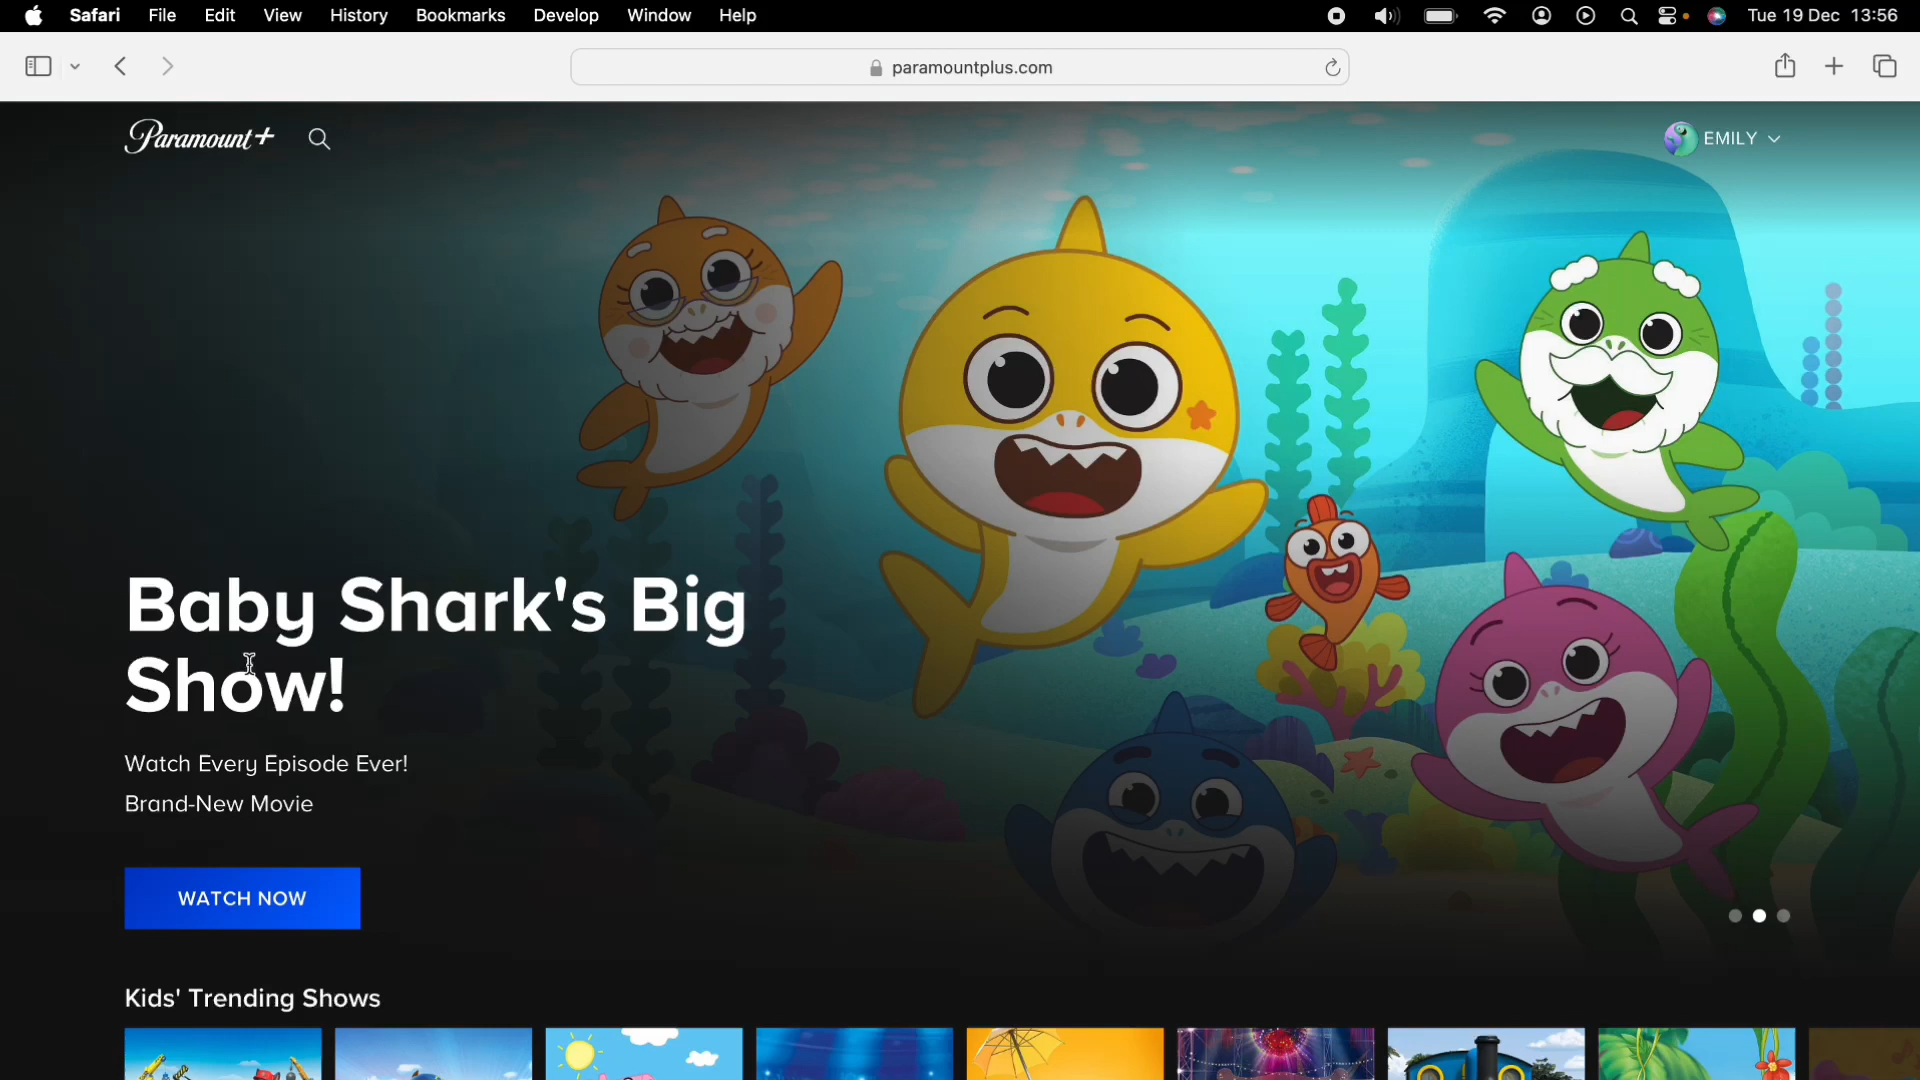 Safari File Edit View History Bookmarks Develop Window Help Tue 19 Dec 13:56
paramountplus.com
Paramount+ EMILY
Baby Shark's Big
Show!
Watch Every Episode Ever!
Brand-New Movie
WATCH NOW
Kids' Trending Shows